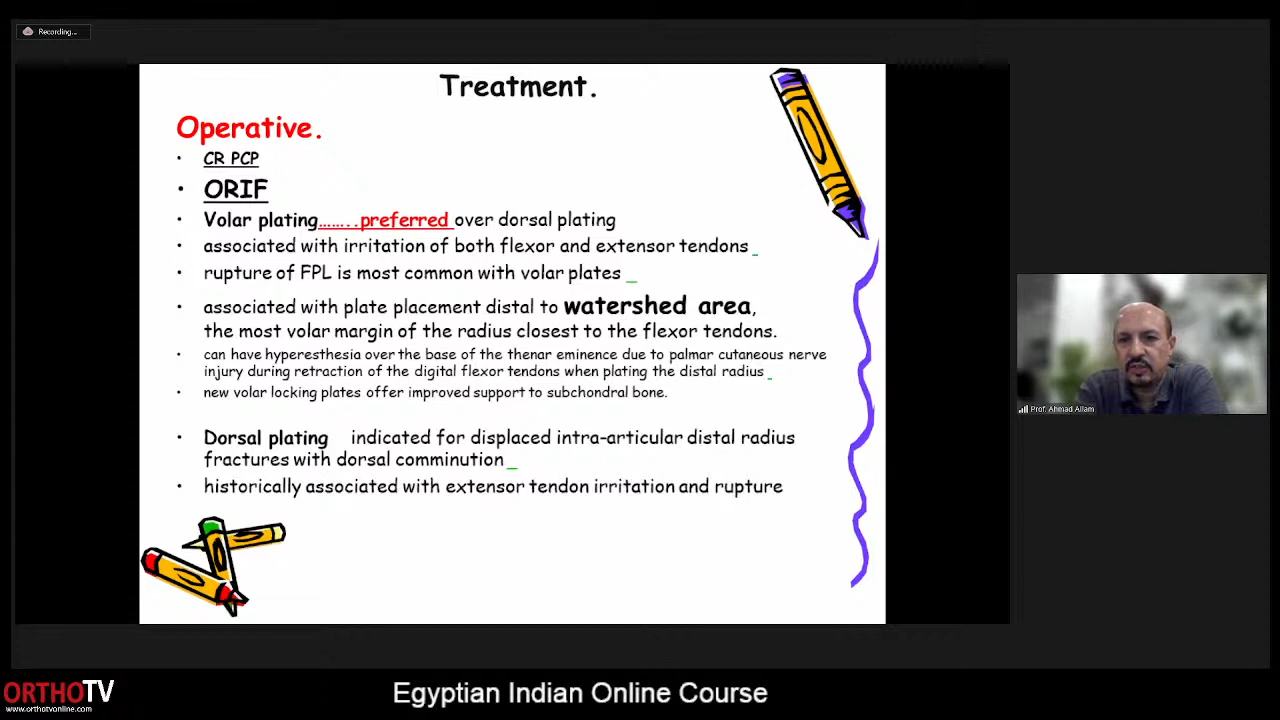 Recording...
Treatment.
Operative.
• CR PCP
• ORIF
• Volar plating……..preferred over dorsal plating
• associated with irritation of both flexor and extensor tendons
• rupture of FPL is most common with volar plates
• associated with plate placement distal to watershed area,
the most volar margin of the radius closest to the flexor tendons.
• can have hyperesthesia over the base of the thenar eminence due to palmar cutaneous nerve
injury during retraction of the digital flexor tendons when plating the distal radius
• new volar locking plates offer improved support to subchondral bone.
• Dorsal plating indicated for displaced intra-articular distal radius
fractures with dorsal comminution
• historically associated with extensor tendon irritation and rupture
Prof. Ahmad Allam
ORTHOTV
www.orthotvonline.com
Egyptian Indian Online Course